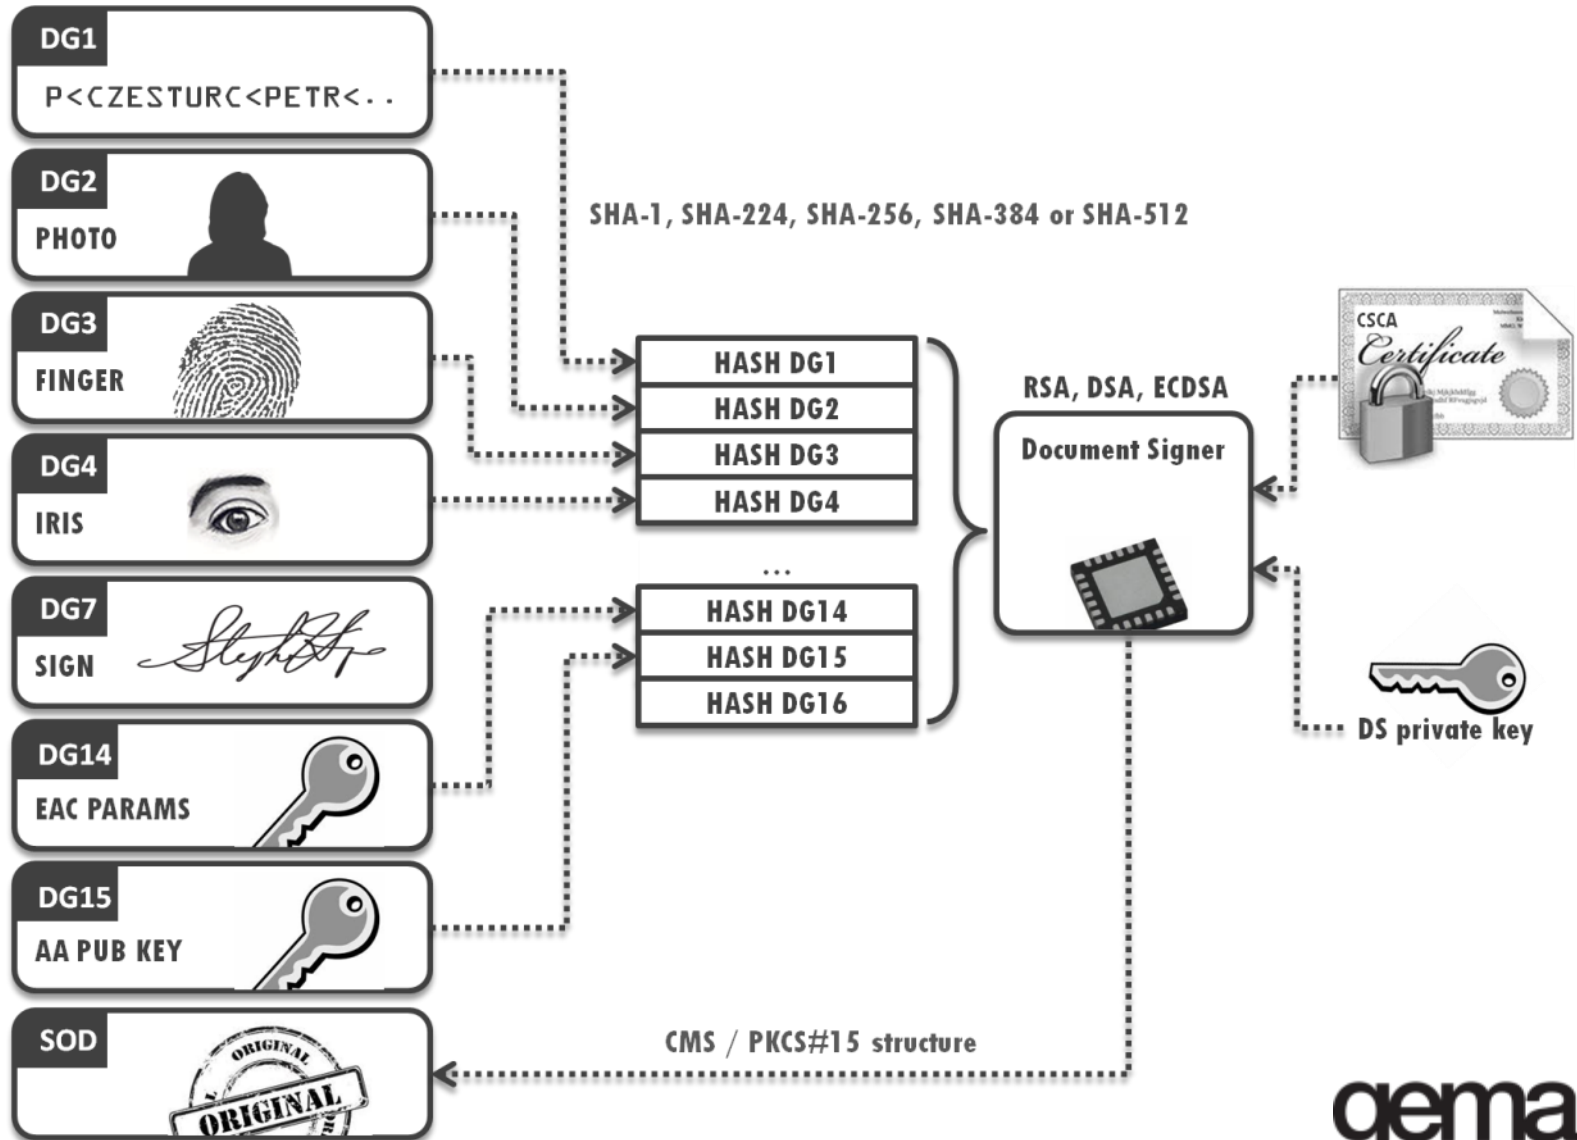 DG1
P<CZESTURC<PETR<..
DG2
PHOTO
SHA-1, SHA-224, SHA-256, SHA-384 or SHA-512
DG3
FINGER
HASH DG1
HASH DG2
HASH DG3
HASH DG4
RSA, DSA, ECDSA
Document Signer
CSCA
Certificate
DG4
IRIS
...
DG7
SIGN
HASH DG14
HASH DG15
HASH DG16
DS private key
DG14
EAC PARAMS
DG15
AA PUB KEY
SOD
ORIGINAL
ORIGINAL
CMS / PKCS#15 structure